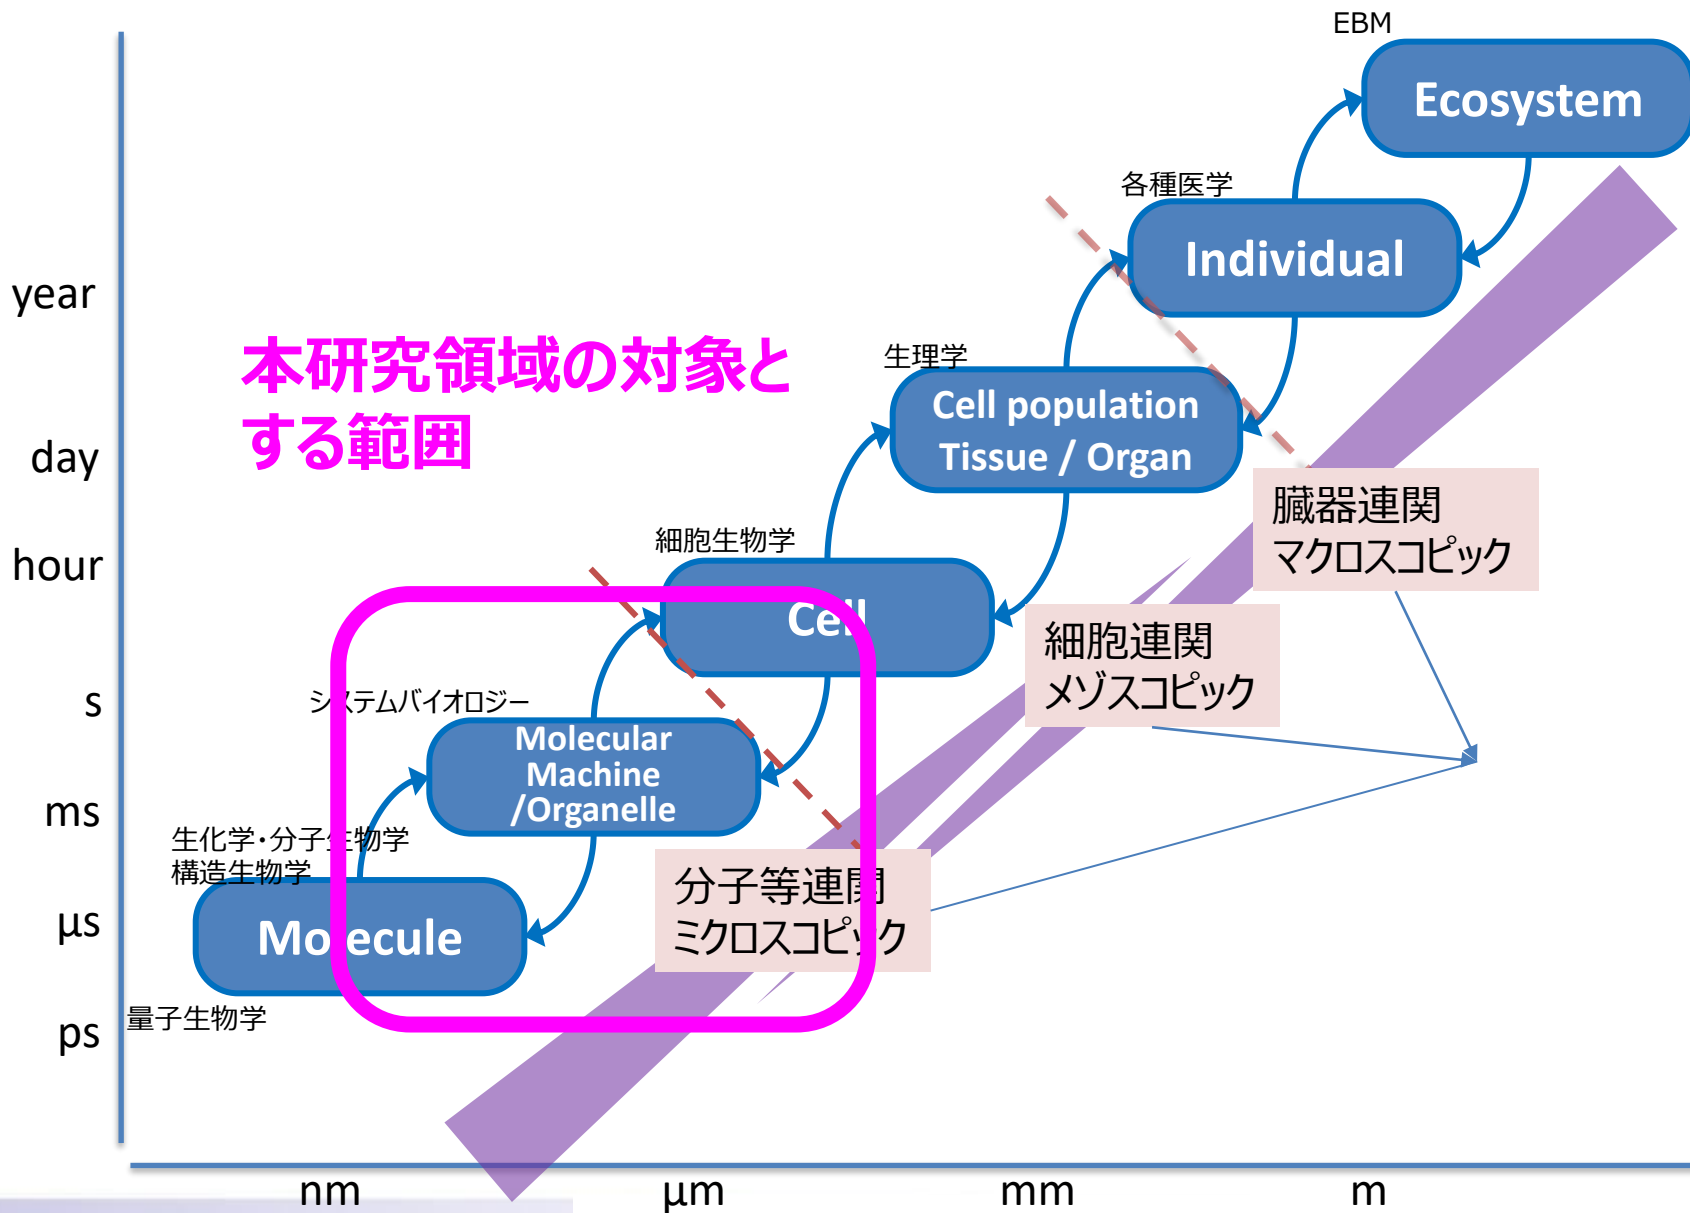 EBM
Ecosystem
各種医学
Individual
year
本研究領域の対象と
する範囲
生理学
Cell population
Tissue / Organ
day
臓器連関
マクロスコピック
細胞生物学
hour
Cell
細胞連関
メゾスコピック
s
システムバイオロジー
Molecular
Machine
/Organelle
ms
生化学・分子生物学
構造生物学
分子等連関
ミクロスコピック
μs
Molecule
量子生物学
ps
nm
μm
mm
m